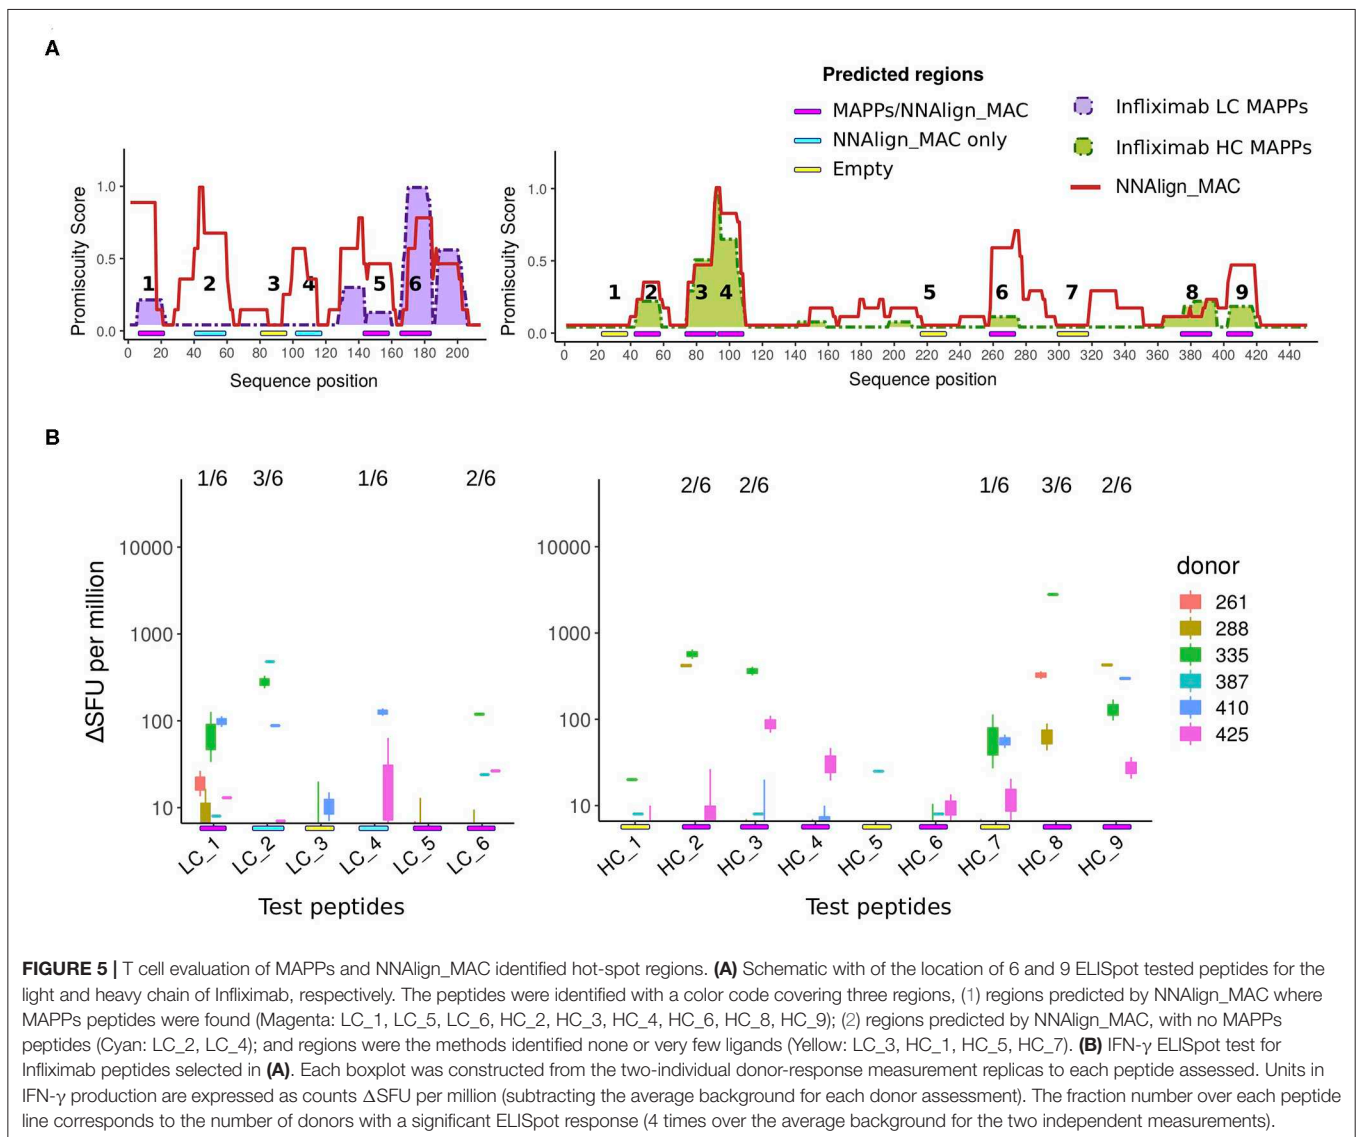 A
Predicted regions
MAPPs/NNAlign_MAC
NNAlign_MAC only
Empty
Infliximab LC MAPPs
Infliximab HC MAPPs
NNAlign_MAC
Promiscuity Score
1.0
0.5
0.0
1
2
3
4
5
6
0 20 40 60 80 100 120 140 160 180 200
Sequence position
Promiscuity Score
1.0
0.5
0.0
1
2
3
4
5
6
7
8
9
0 20 40 60 80 100 120 140 160 180 200 220 240 260 280 300 320 340 360 380 400 420 440
Sequence position
B
1/6 3/6 1/6 2/6
ΔSFU per million
10000
1000
100
10
LC_1 LC_2 LC_3 LC_4 LC_5 LC_6
Test peptides
2/6 2/6 1/6 3/6 2/6
10000
1000
100
10
HC_1 HC_2 HC_3 HC_4 HC_5 HC_6 HC_7 HC_8 HC_9
Test peptides
donor
261
288
335
387
410
425
FIGURE 5 | T cell evaluation of MAPPs and NNAlign_MAC identified hot-spot regions. (A) Schematic with of the location of 6 and 9 ELISpot tested peptides for the
light and heavy chain of Infliximab, respectively. The peptides were identified with a color code covering three regions, (1) regions predicted by NNAlign_MAC where
MAPPs peptides were found (Magenta: LC_1, LC_5, LC_6, HC_2, HC_3, HC_4, HC_6, HC_8, HC_9); (2) regions predicted by NNAlign_MAC, with no MAPPs
peptides (Cyan: LC_2, LC_4); and regions were the methods identified none or very few ligands (Yellow: LC_3, HC_1, HC_5, HC_7). (B) IFN-γ ELISpot test for
Infliximab peptides selected in (A). Each boxplot was constructed from the two-individual donor-response measurement replicas to each peptide assessed. Units in
IFN-γ production are expressed as counts ΔSFU per million (subtracting the average background for each donor assessment). The fraction number over each peptide
line corresponds to the number of donors with a significant ELISpot response (4 times over the average background for the two independent measurements).